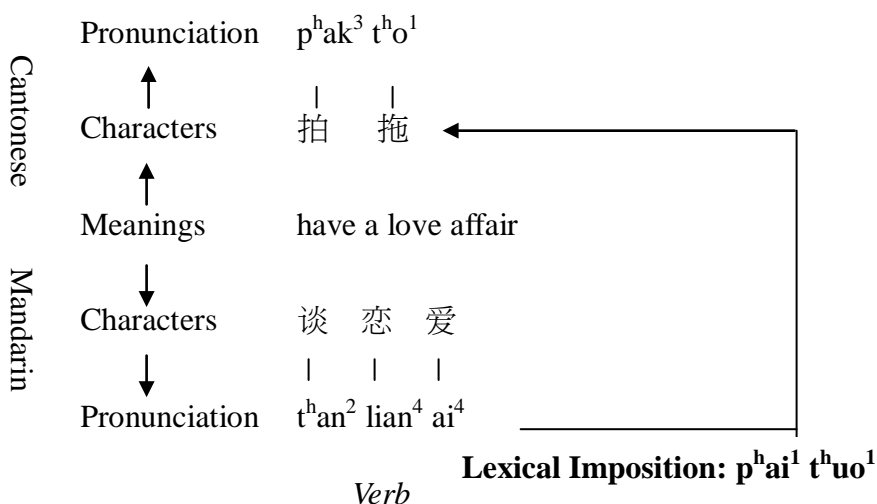 Cantonese
Pronunciation pʰak³ tʰo¹
Characters 拍 拖
Meanings have a love affair
Mandarin
Characters 谈 恋 爱
Pronunciation tʰan² lian⁴ ai⁴
Lexical Imposition: pʰai¹ tʰuo¹
Verb